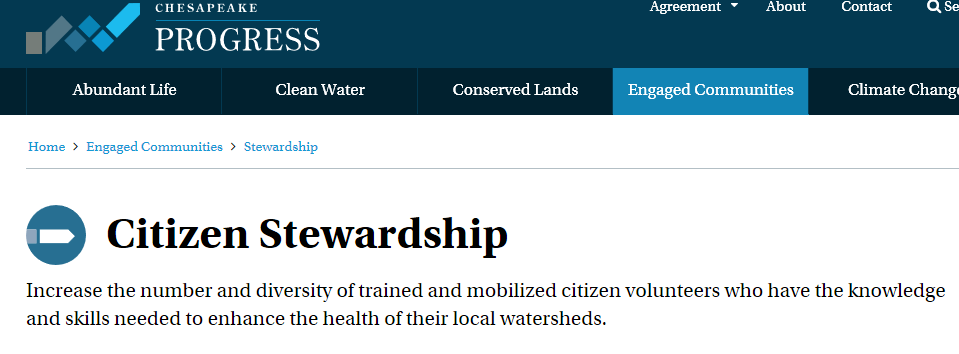 CHESAPEAKE
PROGRESS
Agreement About Contact
Abundant Life Clean Water Conserved Lands Engaged Communities Climate
Home > Engaged Communities > Stewardship
Citizen Stewardship
Increase the number and diversity of trained and mobilized citizen volunteers who have the knowledge
and skills needed to enhance the health of their local watersheds.